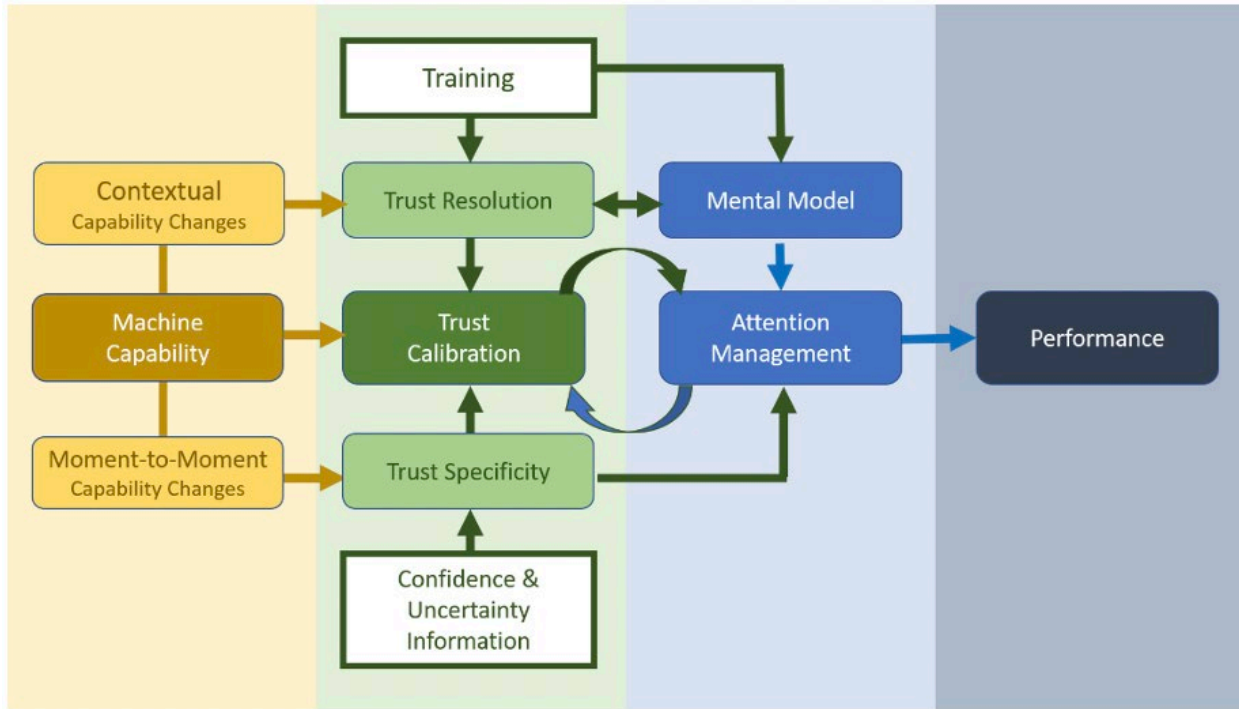 Training
Contextual
Capability Changes
Trust Resolution
Mental Model
Machine
Capability
Trust
Calibration
Attention
Management
Performance
Moment-to-Moment
Capability Changes
Trust Specificity
Confidence &
Uncertainty
Information